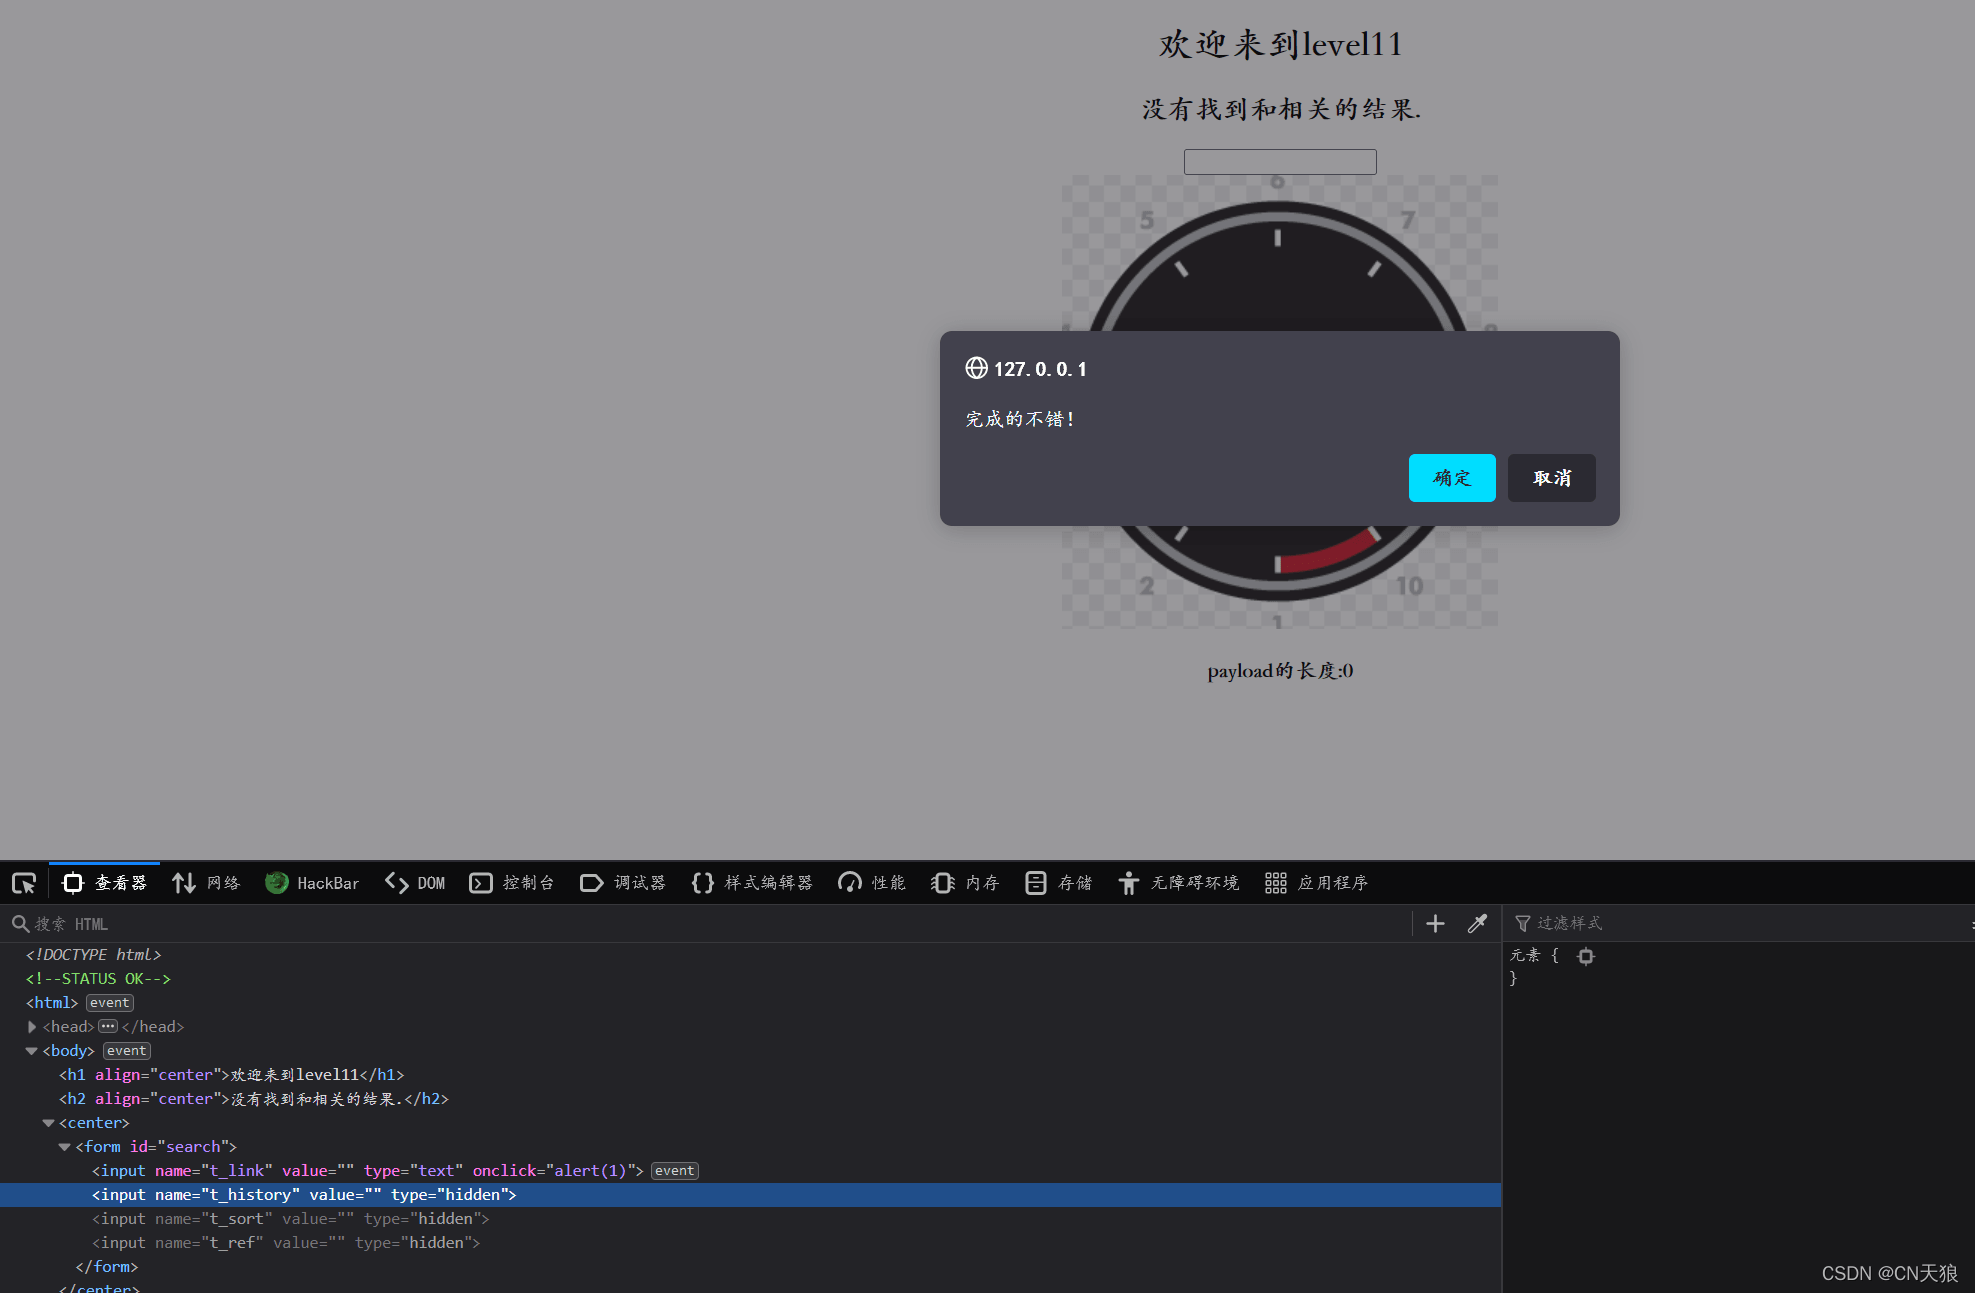 欢迎来到level11
没有找到和相关的结果.
6
5
7
127.0.0.1
完成的不错!
确定
取消
2
10
1
payload的长度:0
查看器
网络
HackBar
DOM
控制台
调试器
样式编辑器
性能
内存
存储
无障碍环境
应用程序
搜索 HTML
过滤样式
<!DOCTYPE html>
<!--STATUS OK-->
<html> event
<head>⋯</head>
<body> event
<h1 align="center">欢迎来到level11</h1>
<h2 align="center">没有找到和相关的结果.</h2>
<center>
<form id="search">
<input name="t_link" value="" type="text" onclick="alert(1)"> event
<input name="t_history" value="" type="hidden">
<input name="t_sort" value="" type="hidden">
<input name="t_ref" value="" type="hidden">
</form>
</center>
元素 {
}
CSDN @CN天狼